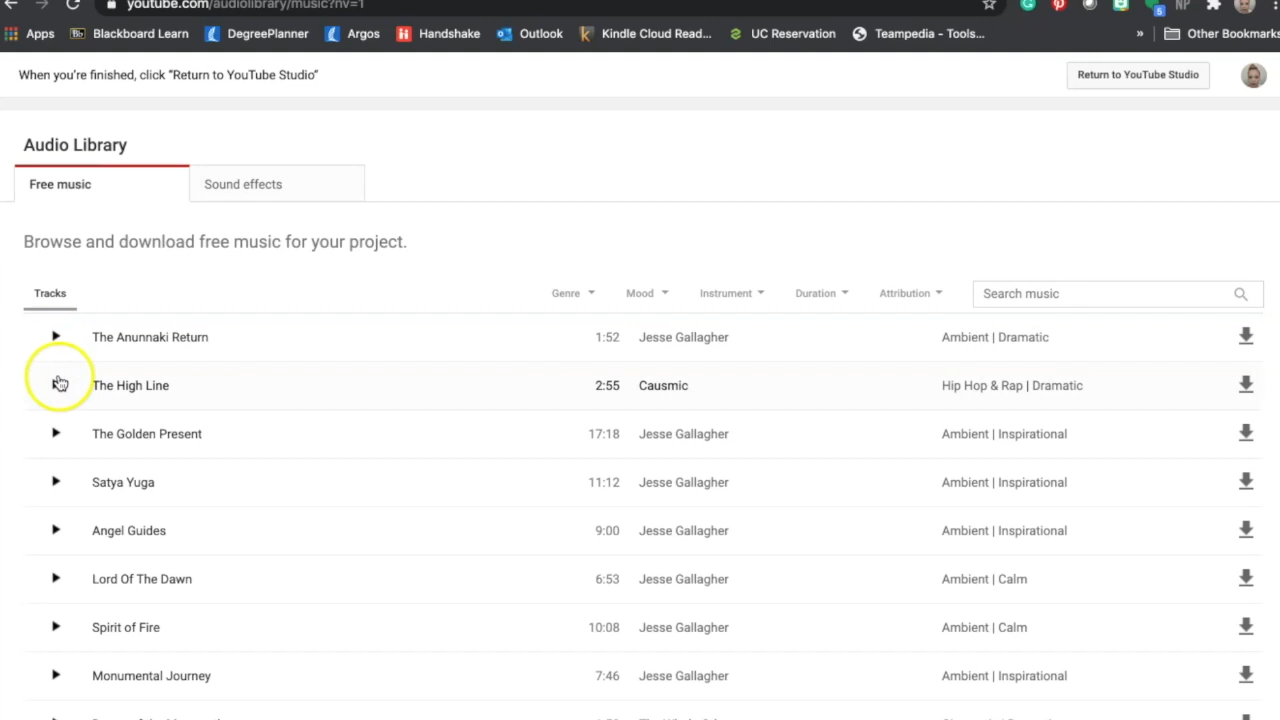 youtube.com/audiolibrary/music?nv=1
Apps Bb Blackboard Learn DegreePlanner Argos Handshake Outlook Kindle Cloud Read... UC Reservation Teampedia - Tools... » Other Bookmarks
5 NP
When you're finished, click "Return to YouTube Studio" Return to YouTube Studio
Audio Library
Free music Sound effects
Browse and download free music for your project.
Tracks Genre Mood Instrument Duration Attribution Search music
The Anunnaki Return 1:52 Jesse Gallagher Ambient | Dramatic
The High Line 2:55 Causmic Hip Hop & Rap | Dramatic
The Golden Present 17:18 Jesse Gallagher Ambient | Inspirational
Satya Yuga 11:12 Jesse Gallagher Ambient | Inspirational
Angel Guides 9:00 Jesse Gallagher Ambient | Inspirational
Lord Of The Dawn 6:53 Jesse Gallagher Ambient | Calm
Spirit of Fire 10:08 Jesse Gallagher Ambient | Calm
Monumental Journey 7:46 Jesse Gallagher Ambient | Inspirational